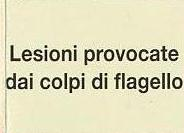 Lesioni provocate
dai colpi di flagello